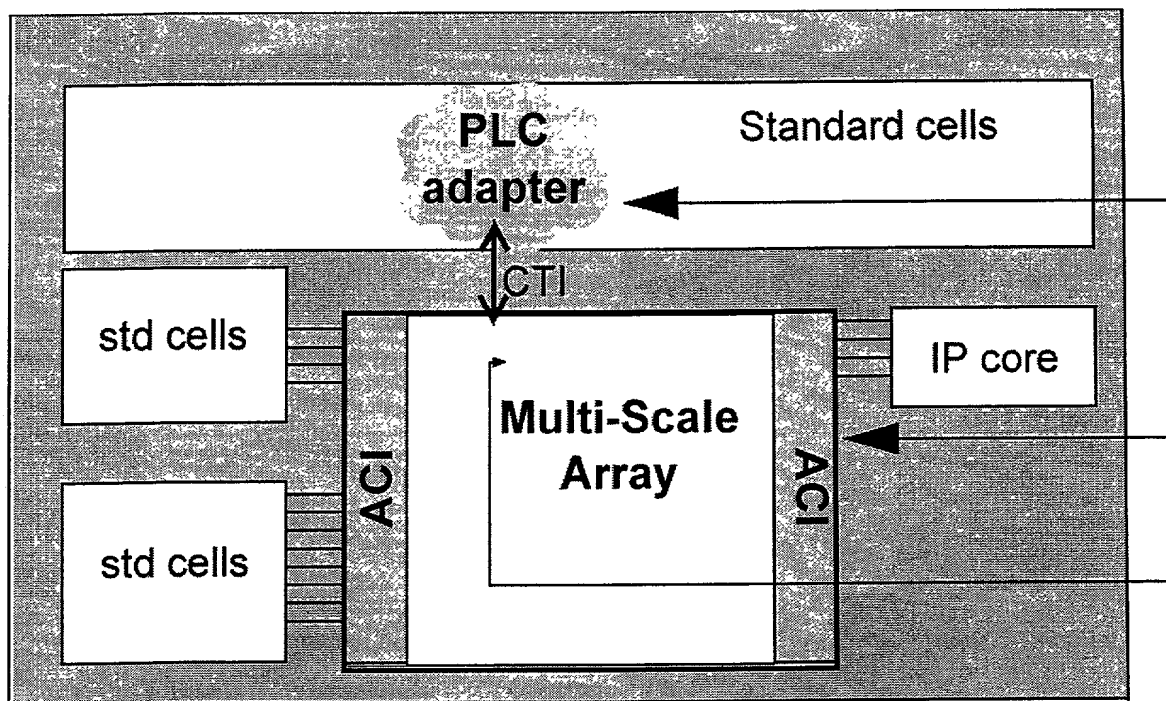 PLC
adapter
Standard cells
CTI
std cells
IP core
Multi-Scale
Array
ACI
ACI
std cells